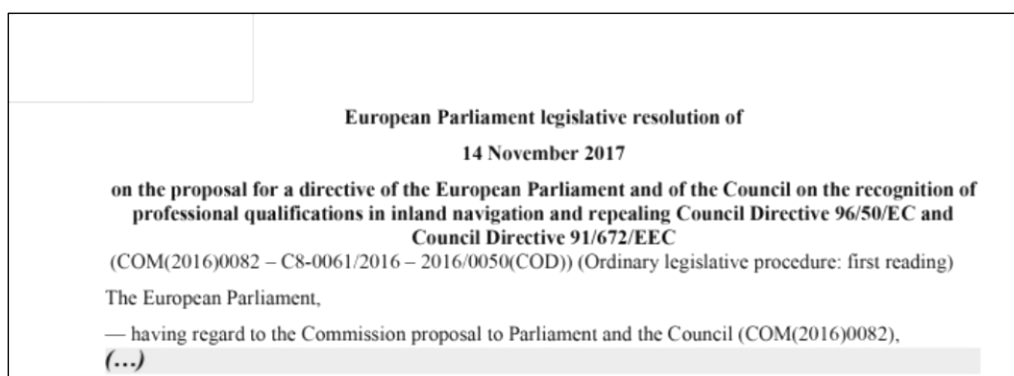 European Parliament legislative resolution of
14 November 2017
on the proposal for a directive of the European Parliament and of the Council on the recognition of
professional qualifications in inland navigation and repealing Council Directive 96/50/EC and
Council Directive 91/672/EEC
(COM(2016)0082 – C8-0061/2016 – 2016/0050(COD)) (Ordinary legislative procedure: first reading)
The European Parliament,
— having regard to the Commission proposal to Parliament and the Council (COM(2016)0082),
(...)